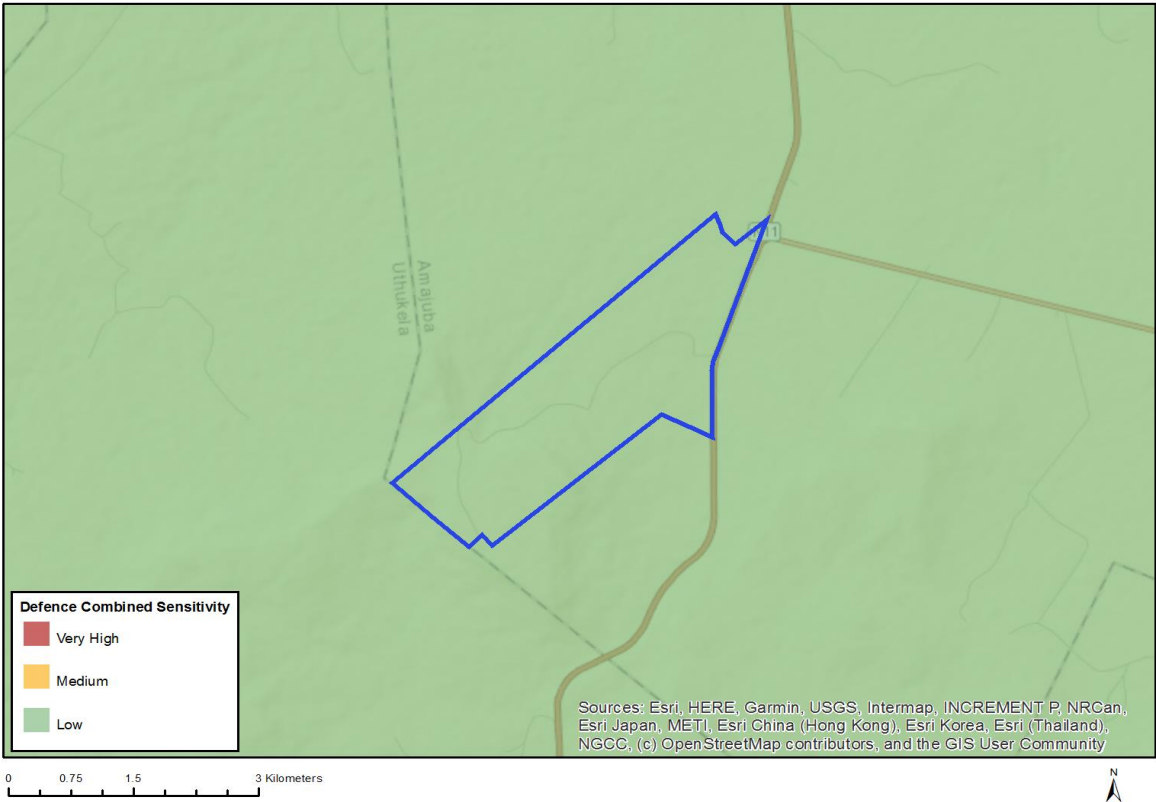 Amajuba
Uthukela
Defence Combined Sensitivity
Very High
Medium
Low
Sources: Esri, HERE, Garmin, USGS, Intermap, INCREMENT P, NRCan,
Esri Japan, METI, Esri China (Hong Kong), Esri Korea, Esri (Thailand),
NGCC, (c) OpenStreetMap contributors, and the GIS User Community
0 0.75 1.5 3 Kilometers
N